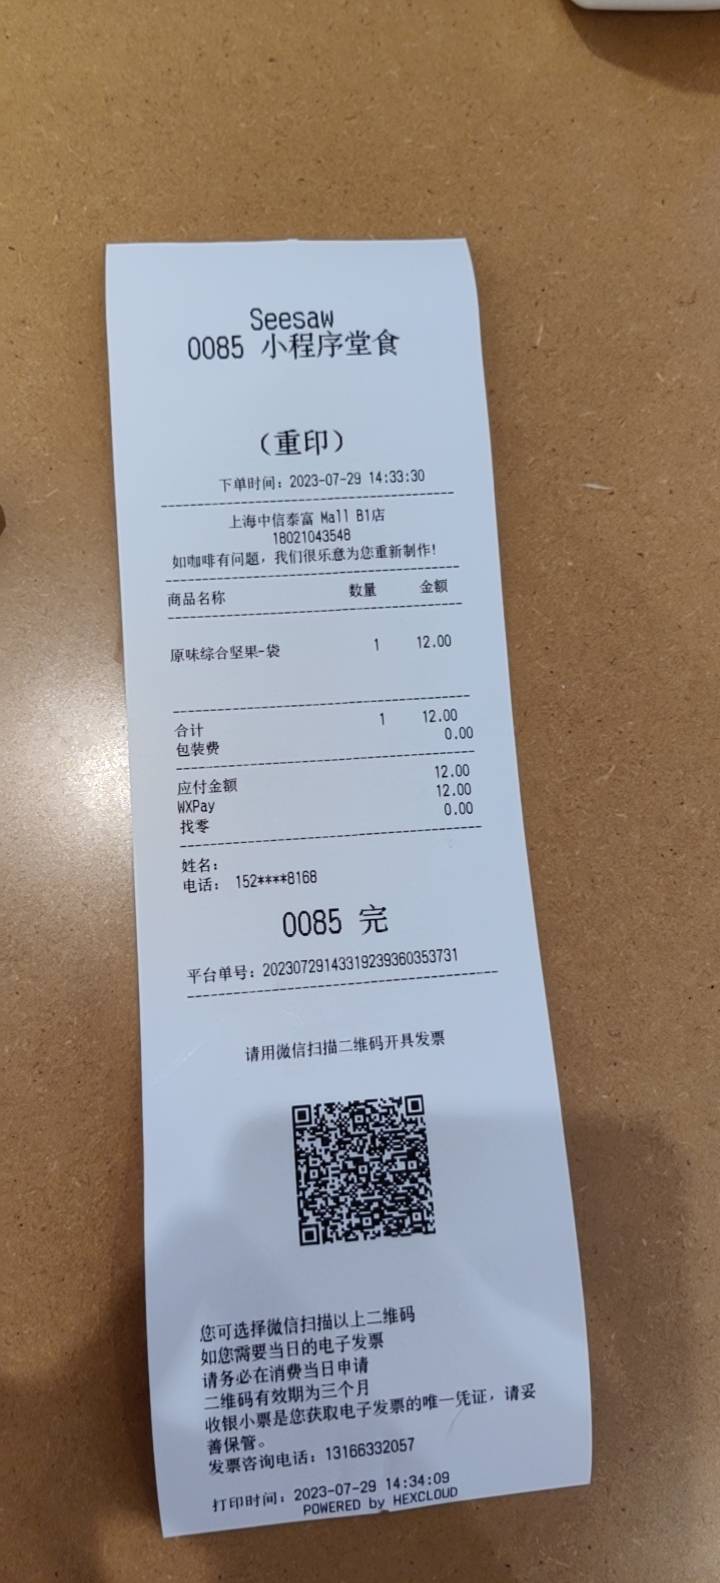 Seesaw
0085 小程序堂食
（重印）
下单时间：2023-07-29 14:33:30
上海中信泰富 Mall B1店
18021043548
如咖啡有问题，我们很乐意为您重新制作！
商品名称 数量 金额
原味综合坚果-袋 1 12.00
合计 1 12.00
包装费 0.00
应付金额 12.00
WXPay 12.00
找零 0.00
姓名：
电话： 152****8168
0085 完
平台单号：20230729143319239360353731
请用微信扫描二维码开具发票
您可选择微信扫描以上二维码
如您需要当日的电子发票
请务必在消费当日申请
二维码有效期为三个月
收银小票是您获取电子发票的唯一凭证，请妥
善保管。
发票咨询电话：13166332057
打印时间：2023-07-29 14:34:09
POWERED by HEXCLOUD